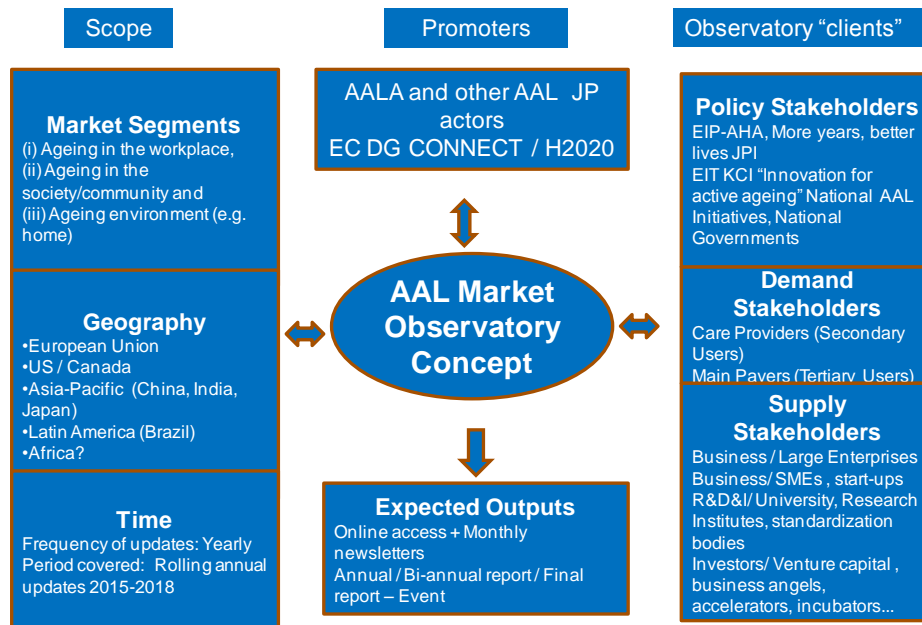 Scope
Promoters
Observatory “clients”
Market Segments
(i) Ageing in the workplace,
(ii) Ageing in the
society/community and
(iii) Ageing environment (e.g.
home)
Geography
•European Union
•US / Canada
•Asia-Pacific (China, India,
Japan)
•Latin America (Brazil)
•Africa?
Time
Frequency of updates: Yearly
Period covered: Rolling annual
updates 2015-2018
AALA and other AAL JP
actors
EC DG CONNECT / H2020
AAL Market
Observatory
Concept
Expected Outputs
Online access + Monthly
newsletters
Annual / Bi-annual report / Final
report – Event
Policy Stakeholders
EIP-AHA, More years, better
lives JPI
EIT KCI “Innovation for
active ageing” National AAL
Initiatives, National
Governments
Demand
Stakeholders
Care Providers (Secondary
Users)
Main Payers (Tertiary Users)
Supply
Stakeholders
Business / Large Enterprises
Business/ SMEs , start-ups
R&D&I/ University, Research
Institutes, standardization
bodies
Investors/ Venture capital ,
business angels,
accelerators, incubators...